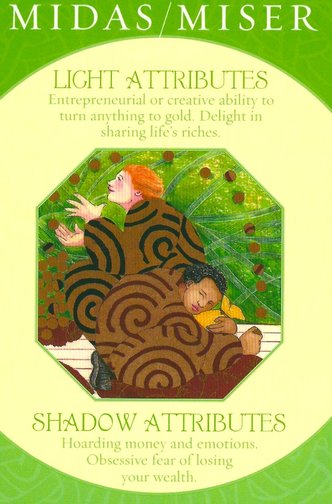 MIDAS/MISER
LIGHT ATTRIBUTES
Entrepreneurial or creative ability to
turn anything to gold. Delight in
sharing life's riches.
SHADOW ATTRIBUTES
Hoarding money and emotions.
Obsessive fear of losing
your wealth.